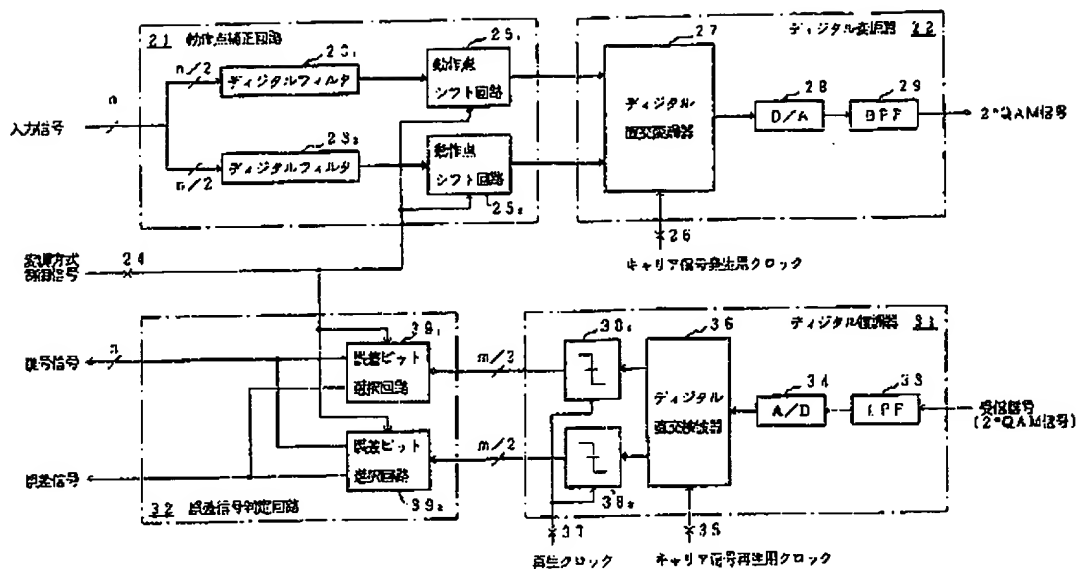 21 動作点補正回路
23₁
ディジタルフィルタ
n/2
n
入力信号
23₂
ディジタルフィルタ
n/2
25₁
動作点
シフト回路
動作点
シフト回路
25₂
27
ディジタル変調器 22
ディジタル
直交変調器
28
D/A
29
BPF
2ⁿQAM信号
26
キャリア信号発生用クロック
変調方式
制御信号
24
39₁
誤差ビット
選択回路
n
復号信号
誤差ビット
選択回路
39₂
誤差信号
32 誤差信号判定回路
m/2
m/2
38₁
38₂
36
ディジタル復調器 31
ディジタル
直交検波器
34
A/D
33
受信信号
(2ⁿQAM信号)
37
再生クロック
35
キャリア信号再生用クロック